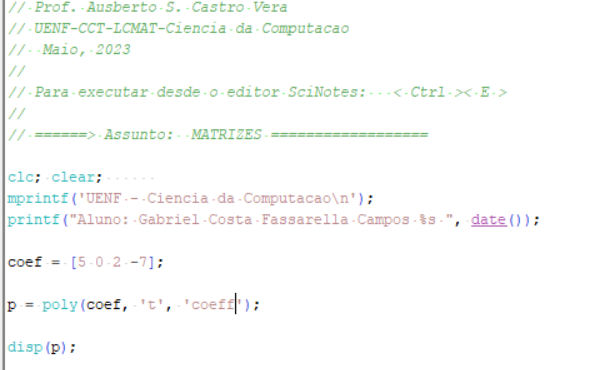 // Prof. Ausberto S. Castro Vera
// UENF-CCT-LCMAT-Ciencia da Computacao
// Maio, 2023
//
// Para executar desde o editor SciNotes:   < Ctrl >< E >
//
// ======> Assunto:  MATRIZES ==================
clc; clear;
mprintf('UENF - Ciencia da Computacao\n');
printf("Aluno: Gabriel Costa Fassarella Campos %s ", date());
coef = [5 0 2 -7];
p = poly(coef, 't', 'coeff');
disp(p);